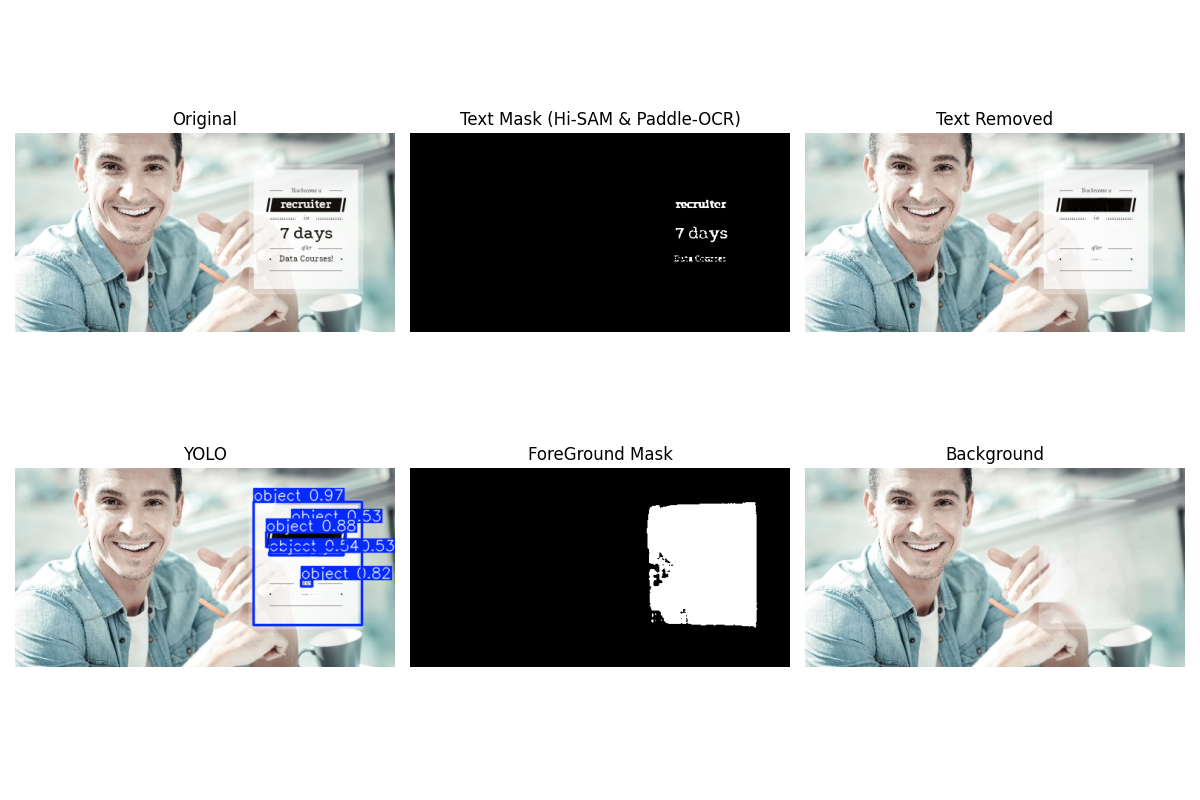 Original
Text Mask (Hi-SAM & Paddle-OCR)
Text Removed
You become a
recruiter
in
7 days
after
Data Courses!
recruiter
7 days
Data Courses
You become a
in
after
YOLO
ForeGround Mask
Background
object 0.97
object 0.53
object 0.88
object 0.54
0.53
object 0.82